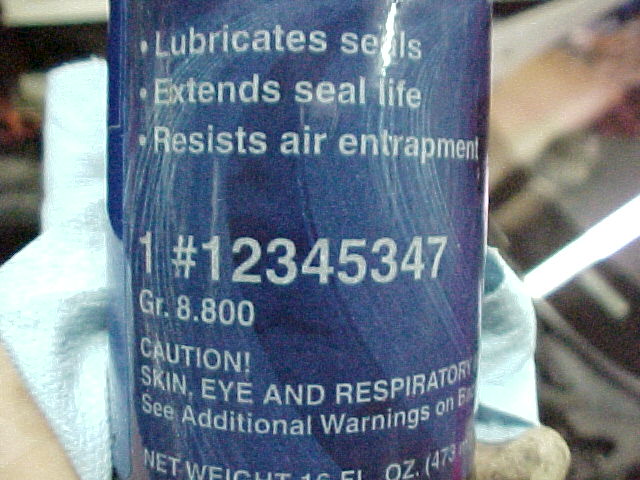 • Lubricates seals
• Extends seal life
• Resists air entrapment
1 #12345347
Gr. 8.800
CAUTION!
SKIN, EYE AND RESPIRATORY
See Additional Warnings on
NET WEIGHT 16 FL. OZ. (473